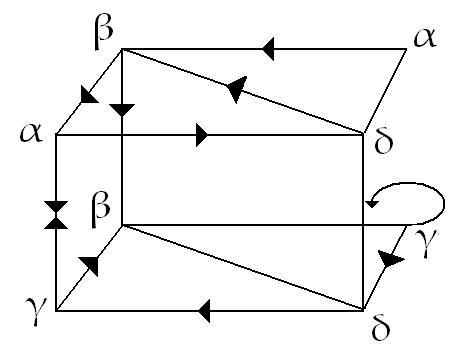 β α
α δ
β γ
γ δ